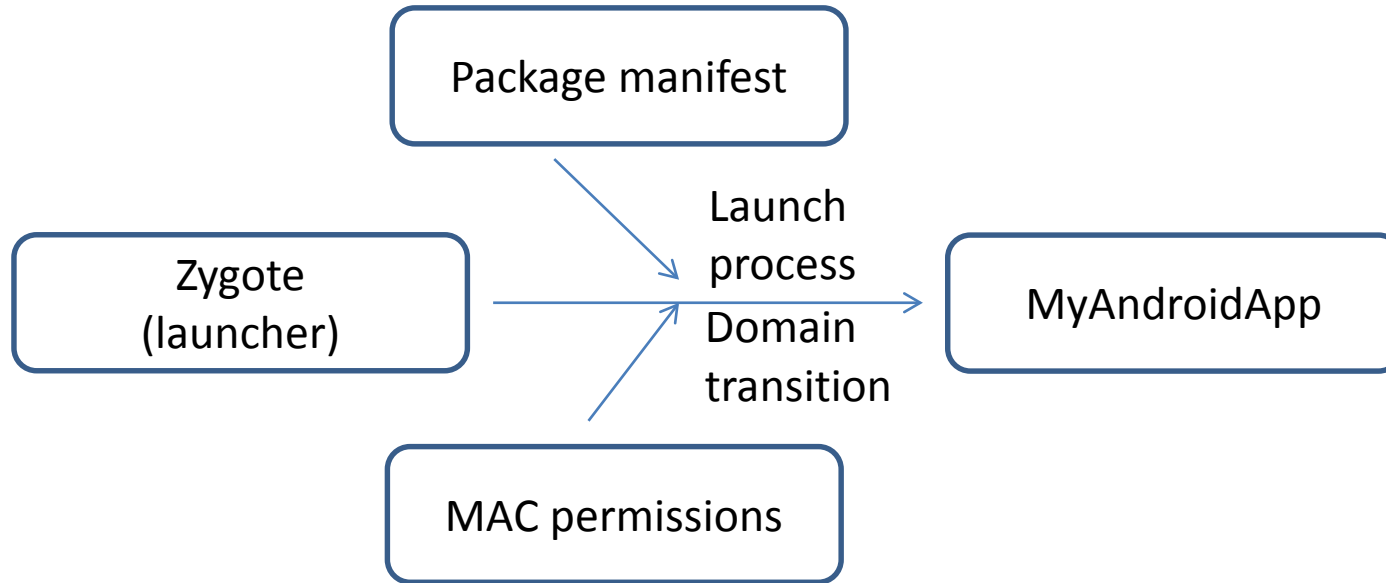 Package manifest
Launch
process
Zygote
(launcher)
MyAndroidApp
Domain
transition
MAC permissions